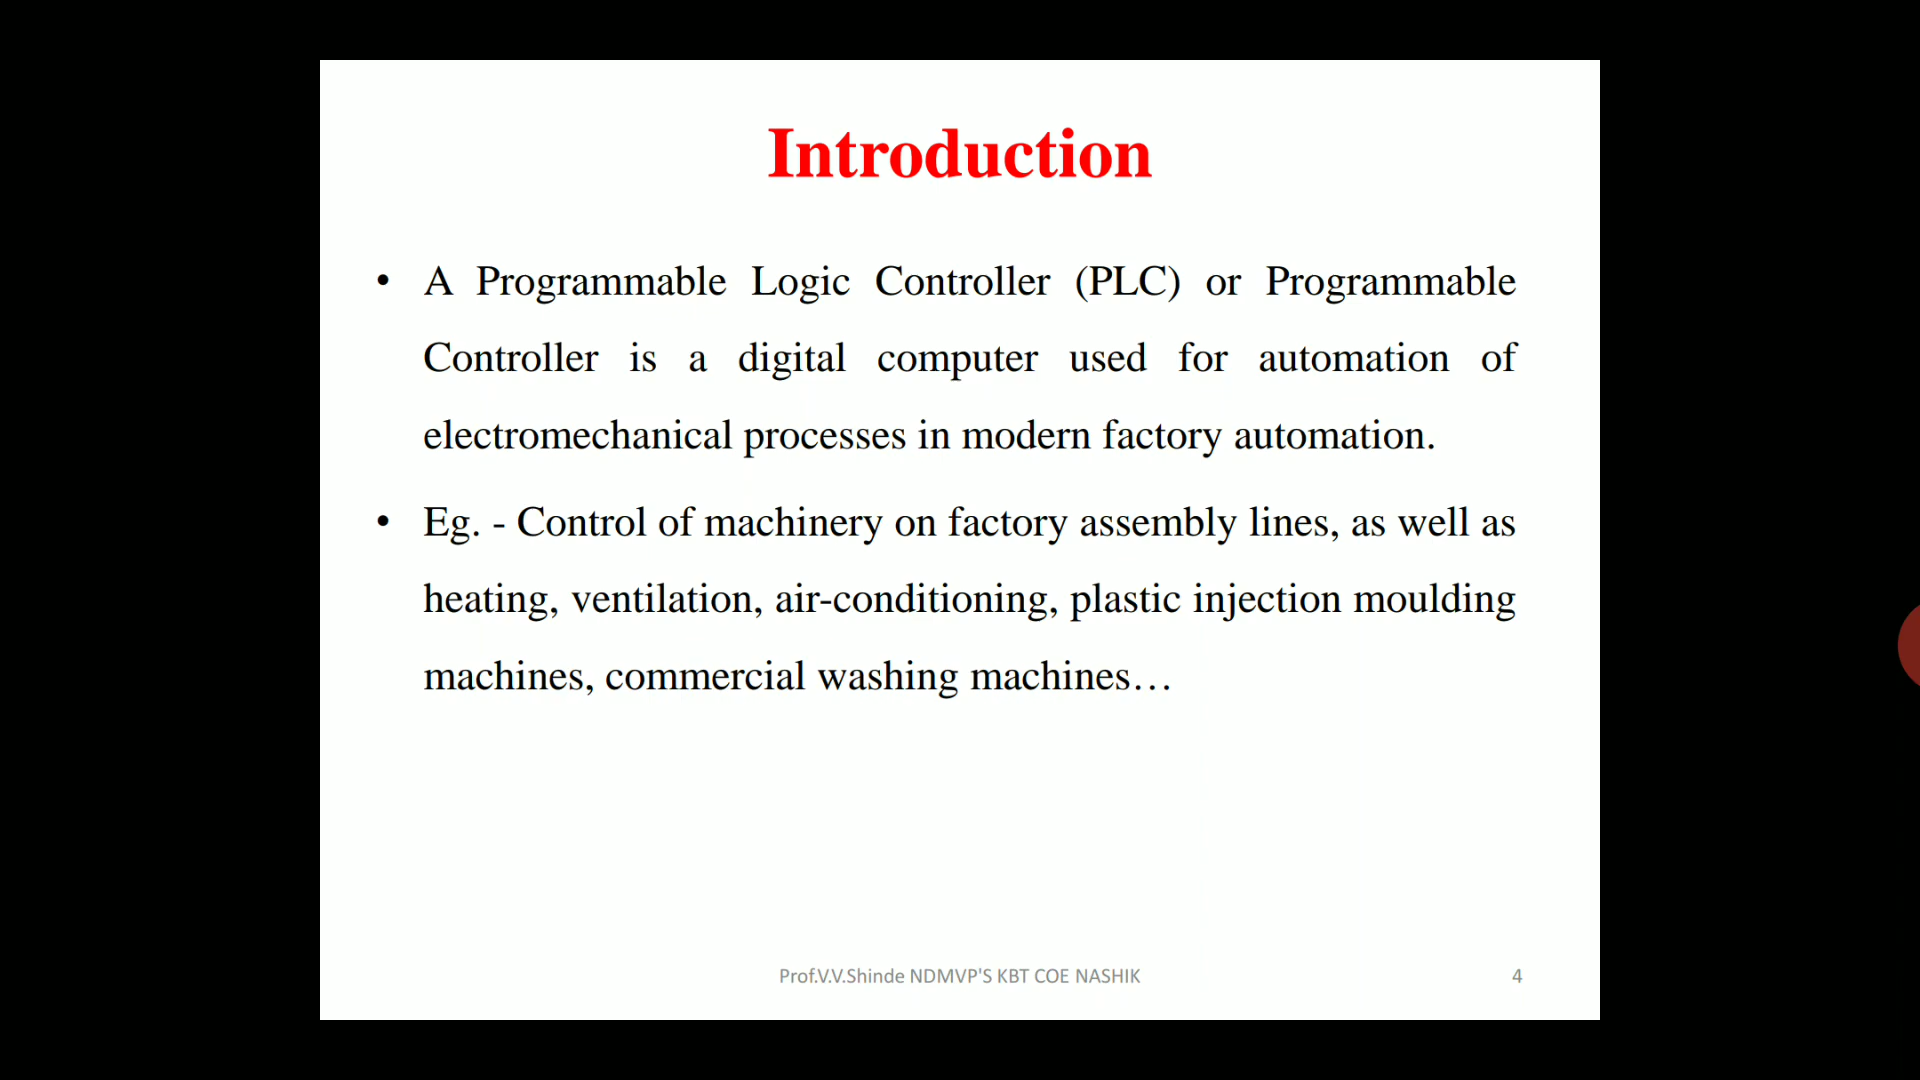 Introduction
• A Programmable Logic Controller (PLC) or Programmable
Controller is a digital computer used for automation of
electromechanical processes in modern factory automation.
• Eg. - Control of machinery on factory assembly lines, as well as
heating, ventilation, air-conditioning, plastic injection moulding
machines, commercial washing machines…
Prof.V.V.Shinde NDMVP'S KBT COE NASHIK
4